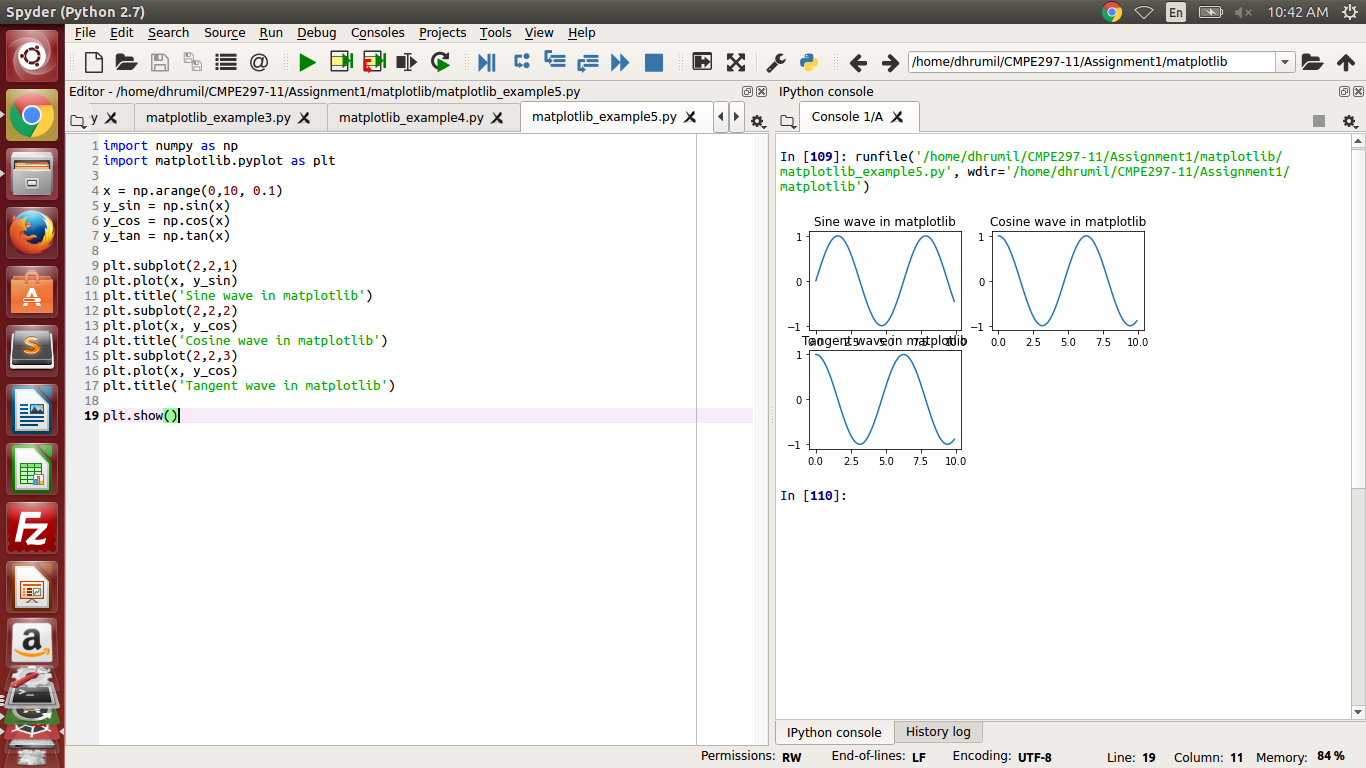 Spyder (Python 2.7)
En
10:42 AM
File Edit Search Source Run Debug Consoles Projects Tools View Help
/home/dhrumil/CMPE297-11/Assignment1/matplotlib
Editor - /home/dhrumil/CMPE297-11/Assignment1/matplotlib/matplotlib_example5.py
y matplotlib_example3.py matplotlib_example4.py matplotlib_example5.py
1 import numpy as np
2 import matplotlib.pyplot as plt
3
4 x = np.arange(0,10, 0.1)
5 y_sin = np.sin(x)
6 y_cos = np.cos(x)
7 y_tan = np.tan(x)
8
9 plt.subplot(2,2,1)
10 plt.plot(x, y_sin)
11 plt.title('Sine wave in matplotlib')
12 plt.subplot(2,2,2)
13 plt.plot(x, y_cos)
14 plt.title('Cosine wave in matplotlib')
15 plt.subplot(2,2,3)
16 plt.plot(x, y_cos)
17 plt.title('Tangent wave in matplotlib')
18
19 plt.show()
IPython console
Console 1/A
In [109]: runfile('/home/dhrumil/CMPE297-11/Assignment1/matplotlib/
matplotlib_example5.py', wdir='/home/dhrumil/CMPE297-11/Assignment1/
matplotlib')
Sine wave in matplotlib
1
0
−1
0.0 2.5 5.0 7.5 10.0
Cosine wave in matplotlib
1
0
−1
0.0 2.5 5.0 7.5 10.0
Tangent wave in matplotlib
1
0
−1
0.0 2.5 5.0 7.5 10.0
In [110]:
IPython console History log
Permissions: RW End-of-lines: LF Encoding: UTF-8 Line: 19 Column: 11 Memory: 84 %